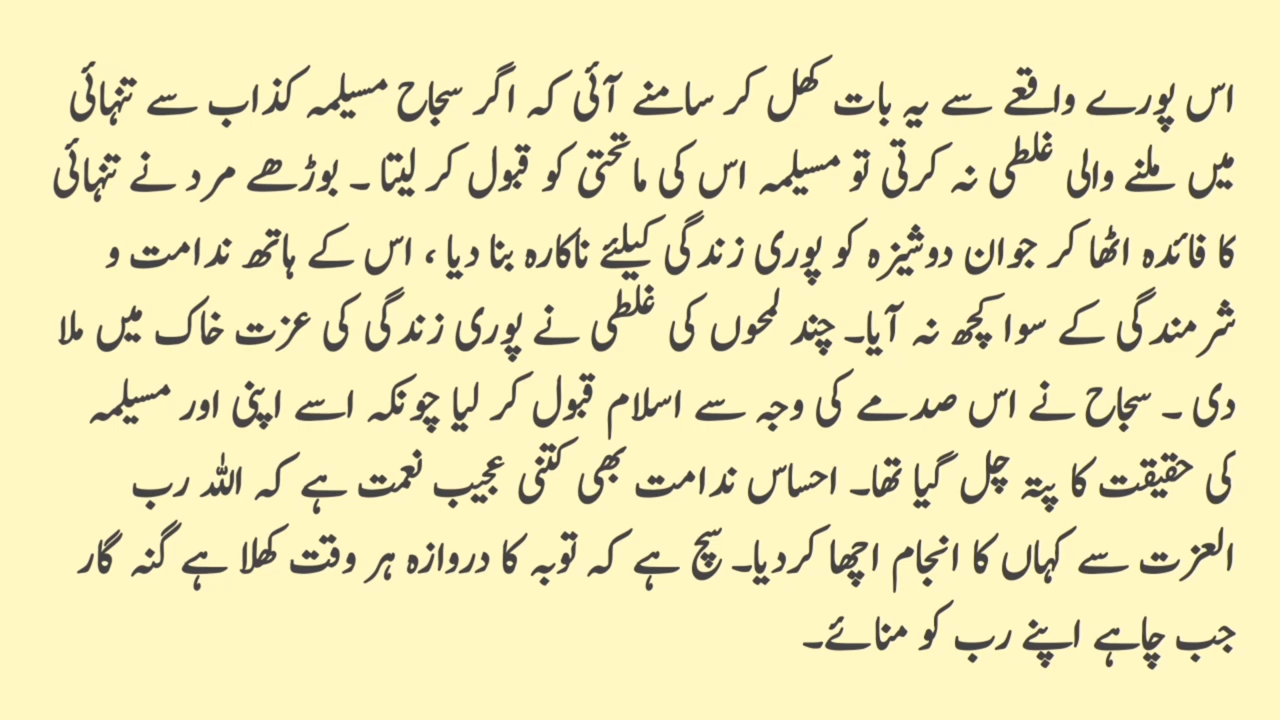 اس پورے واقعے سے یہ بات کھل کر سامنے آئی کہ اگر سجاح مسیلمہ کذاب سے تنہائی
میں ملنے والی غلطی نہ کرتی تو مسیلمہ اس کی ماتحتی کو قبول کر لیتا ۔ بوڑھے مرد نے تنہائی
کا فائدہ اٹھا کر جوان دوشیزہ کو پوری زندگی کیلئے ناکارہ بنا دیا ، اس کے ہاتھ ندامت و
شرمندگی کے سوا کچھ نہ آیا۔ چند لمحوں کی غلطی نے پوری زندگی کی عزت خاک میں ملا
دی ۔ سجاح نے اس صدمے کی وجہ سے اسلام قبول کر لیا چونکہ اسے اپنی اور مسیلمہ
کی حقیقت کا پتہ چل گیا تھا۔ احساس ندامت بھی کتنی عجیب نعمت ہے کہ اللہ رب
العزت سے کہاں کا انجام اچھا کردیا۔ سچ ہے کہ توبہ کا دروازہ ہر وقت کھلا ہے گنہ گار
جب چاہے اپنے رب کو منائے۔